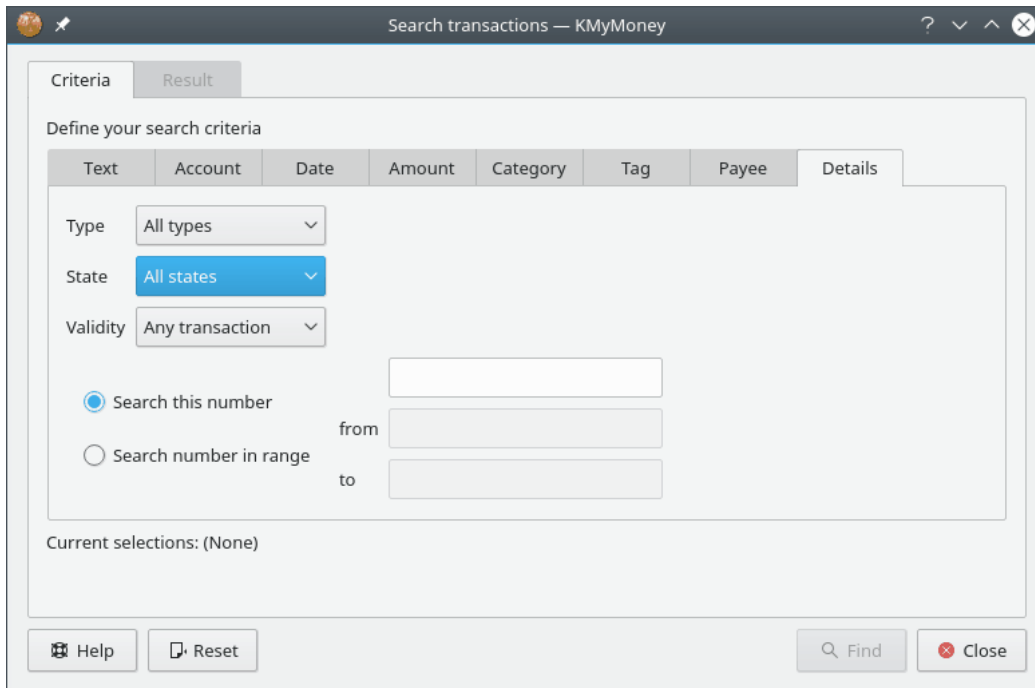 Search transactions — KMyMoney
Criteria Result
Define your search criteria
Text Account Date Amount Category Tag Payee Details
Type All types
State All states
Validity Any transaction
Search this number
from
Search number in range
to
Current selections: (None)
Help Reset Find Close